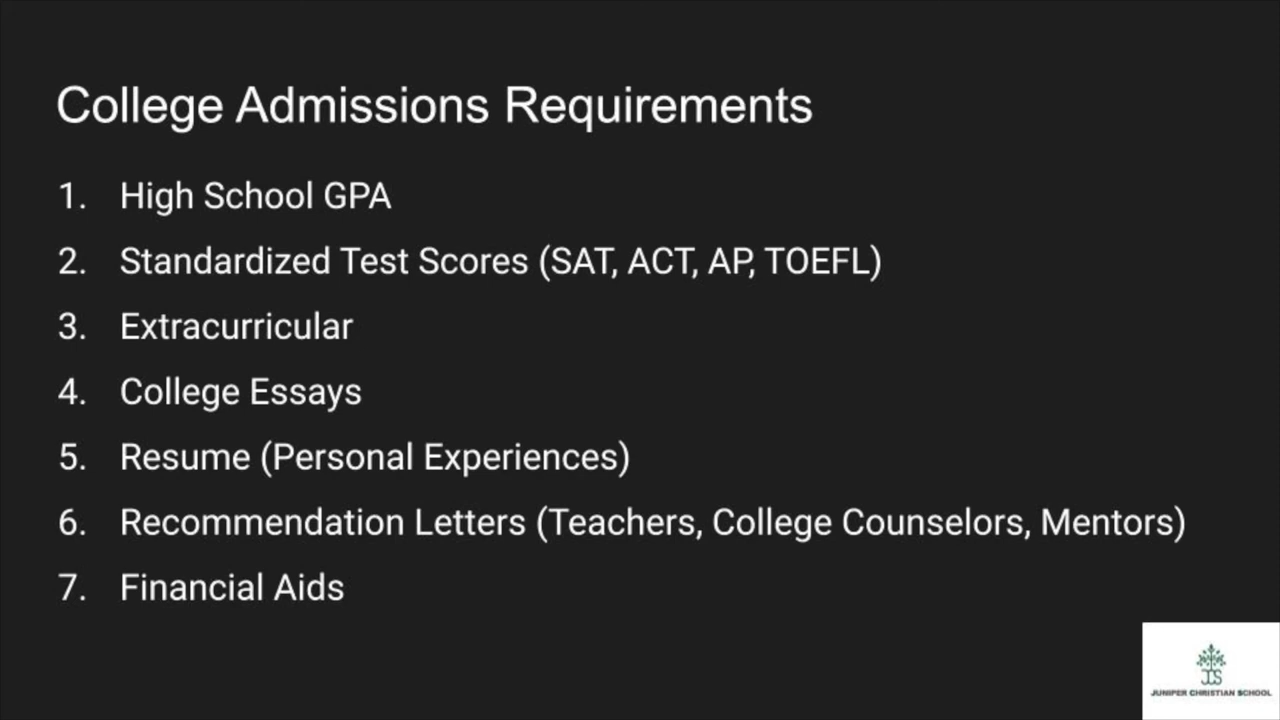 College Admissions Requirements
1. High School GPA
2. Standardized Test Scores (SAT, ACT, AP, TOEFL)
3. Extracurricular
4. College Essays
5. Resume (Personal Experiences)
6. Recommendation Letters (Teachers, College Counselors, Mentors)
7. Financial Aids
JCS
JUNIPER CHRISTIAN SCHOOL